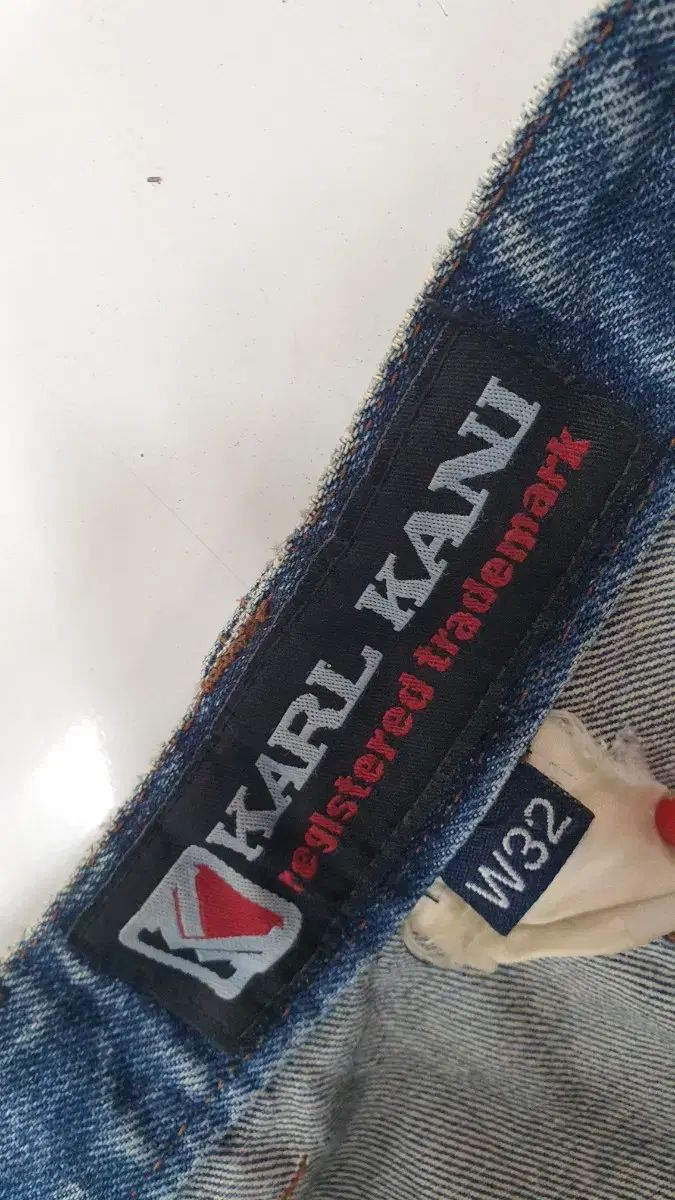 KARL KANI
registered trademark
K
W32